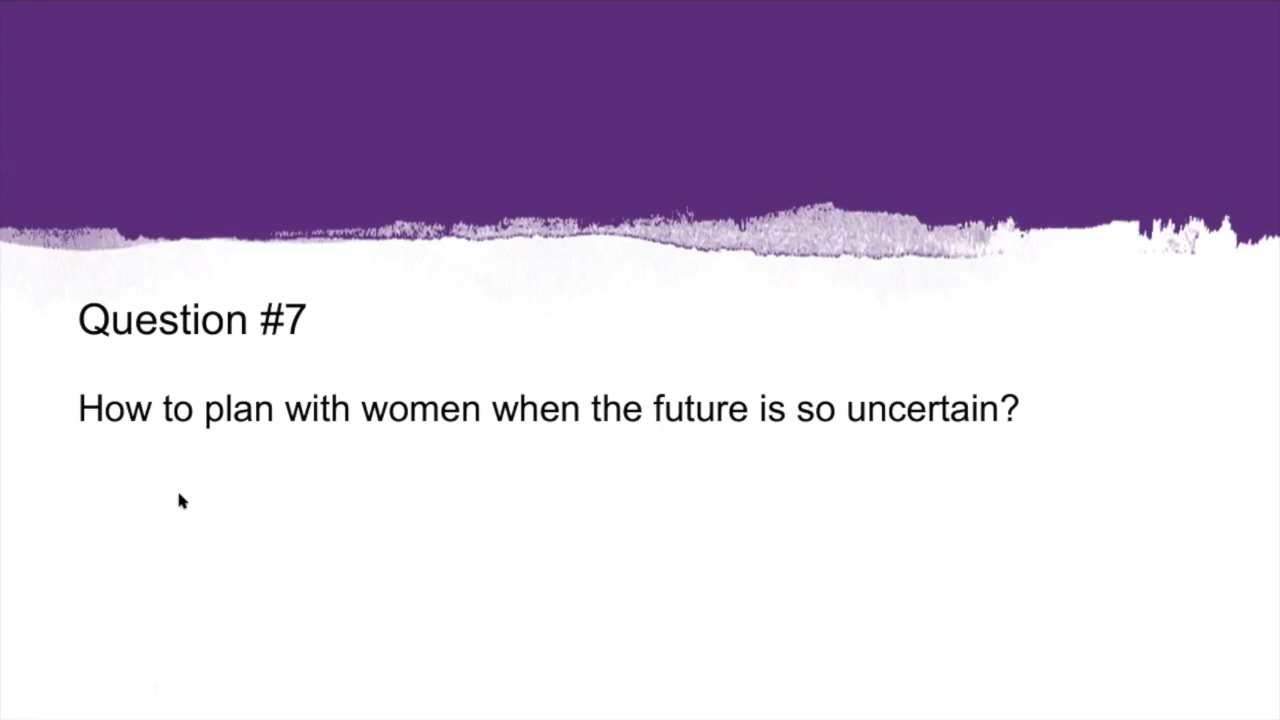 Question #7
How to plan with women when the future is so uncertain?